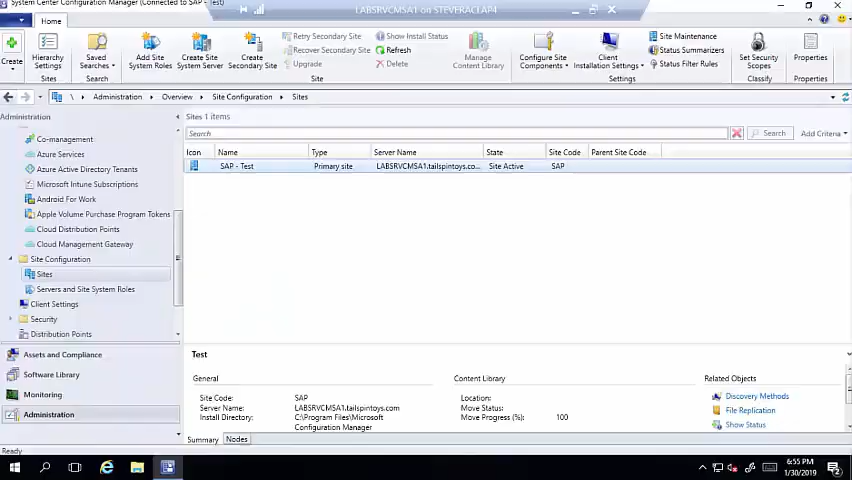 System Center Configuration Manager (Connected to SAP - Test)
LABSRVCMSA1 on STEVERACLAP4
Home
Create
Hierarchy Settings
Sites
Saved Searches
Search
Add Site System Roles
Create Site System Server
Create Secondary Site
Retry Secondary Site
Recover Secondary Site
Upgrade
Show Install Status
Refresh
Delete
Site
Manage Content Library
Configure Site Components
Client Installation Settings
Site Maintenance
Status Summarizers
Status Filter Rules
Settings
Set Security Scopes
Classify
Properties
Properties
\ Administration Overview Site Configuration Sites
Administration
Co-management
Azure Services
Azure Active Directory Tenants
Microsoft Intune Subscriptions
Android For Work
Apple Volume Purchase Program Tokens
Cloud Distribution Points
Cloud Management Gateway
Site Configuration
Sites
Servers and Site System Roles
Client Settings
Security
Distribution Points
Assets and Compliance
Software Library
Monitoring
Administration
Sites 1 items
Search
Search
Add Criteria
Icon Name Type Server Name State Site Code Parent Site Code
SAP - Test Primary site LABSRVCMSA1.tailspintoys.co... Site Active SAP
Test
General
Site Code: SAP
Server Name: LABSRVCMSA1.tailspintoys.com
Install Directory: C:\Program Files\Microsoft
Configuration Manager
Content Library
Location:
Move Status:
Move Progress (%): 100
Related Objects
Discovery Methods
File Replication
Show Status
Summary Nodes
Ready
6:55 PM
1/30/2019
2